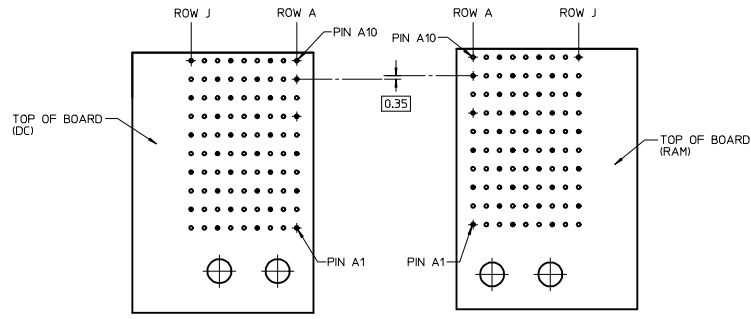 ROW J
ROW A
PIN A10
TOP OF BOARD
(DC)
PIN A1
0.35
ROW A
ROW J
PIN A10
TOP OF BOARD
(RAM)
PIN A1